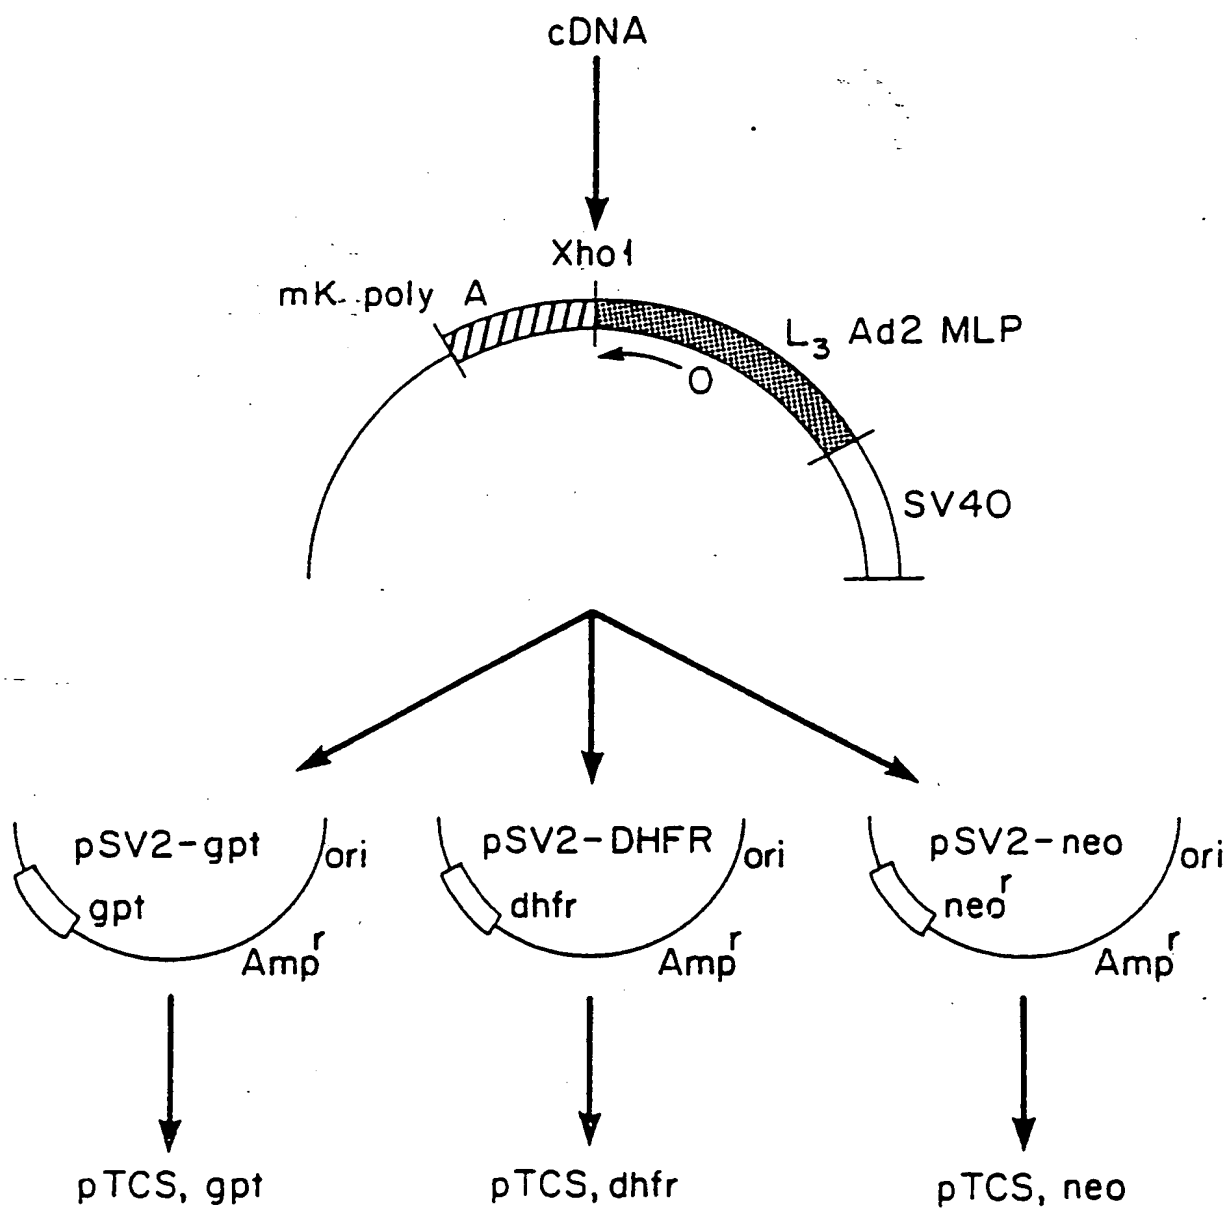 cDNA
Xho1
mK poly A
L3 Ad2 MLP
O
SV40
pSV2-gpt
ori
gpt
Ampr
pSV2-DHFR
ori
dhfr
Ampr
pSV2-neo
ori
neor
Ampr
pTCS, gpt
pTCS, dhfr
pTCS, neo